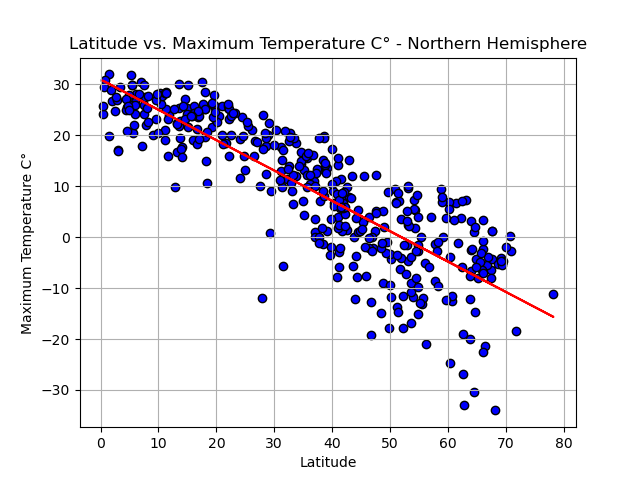 Latitude vs. Maximum Temperature C° - Northern Hemisphere
30
20
10
0
−10
−20
−30
Maximum Temperature C°
0 10 20 30 40 50 60 70 80
Latitude